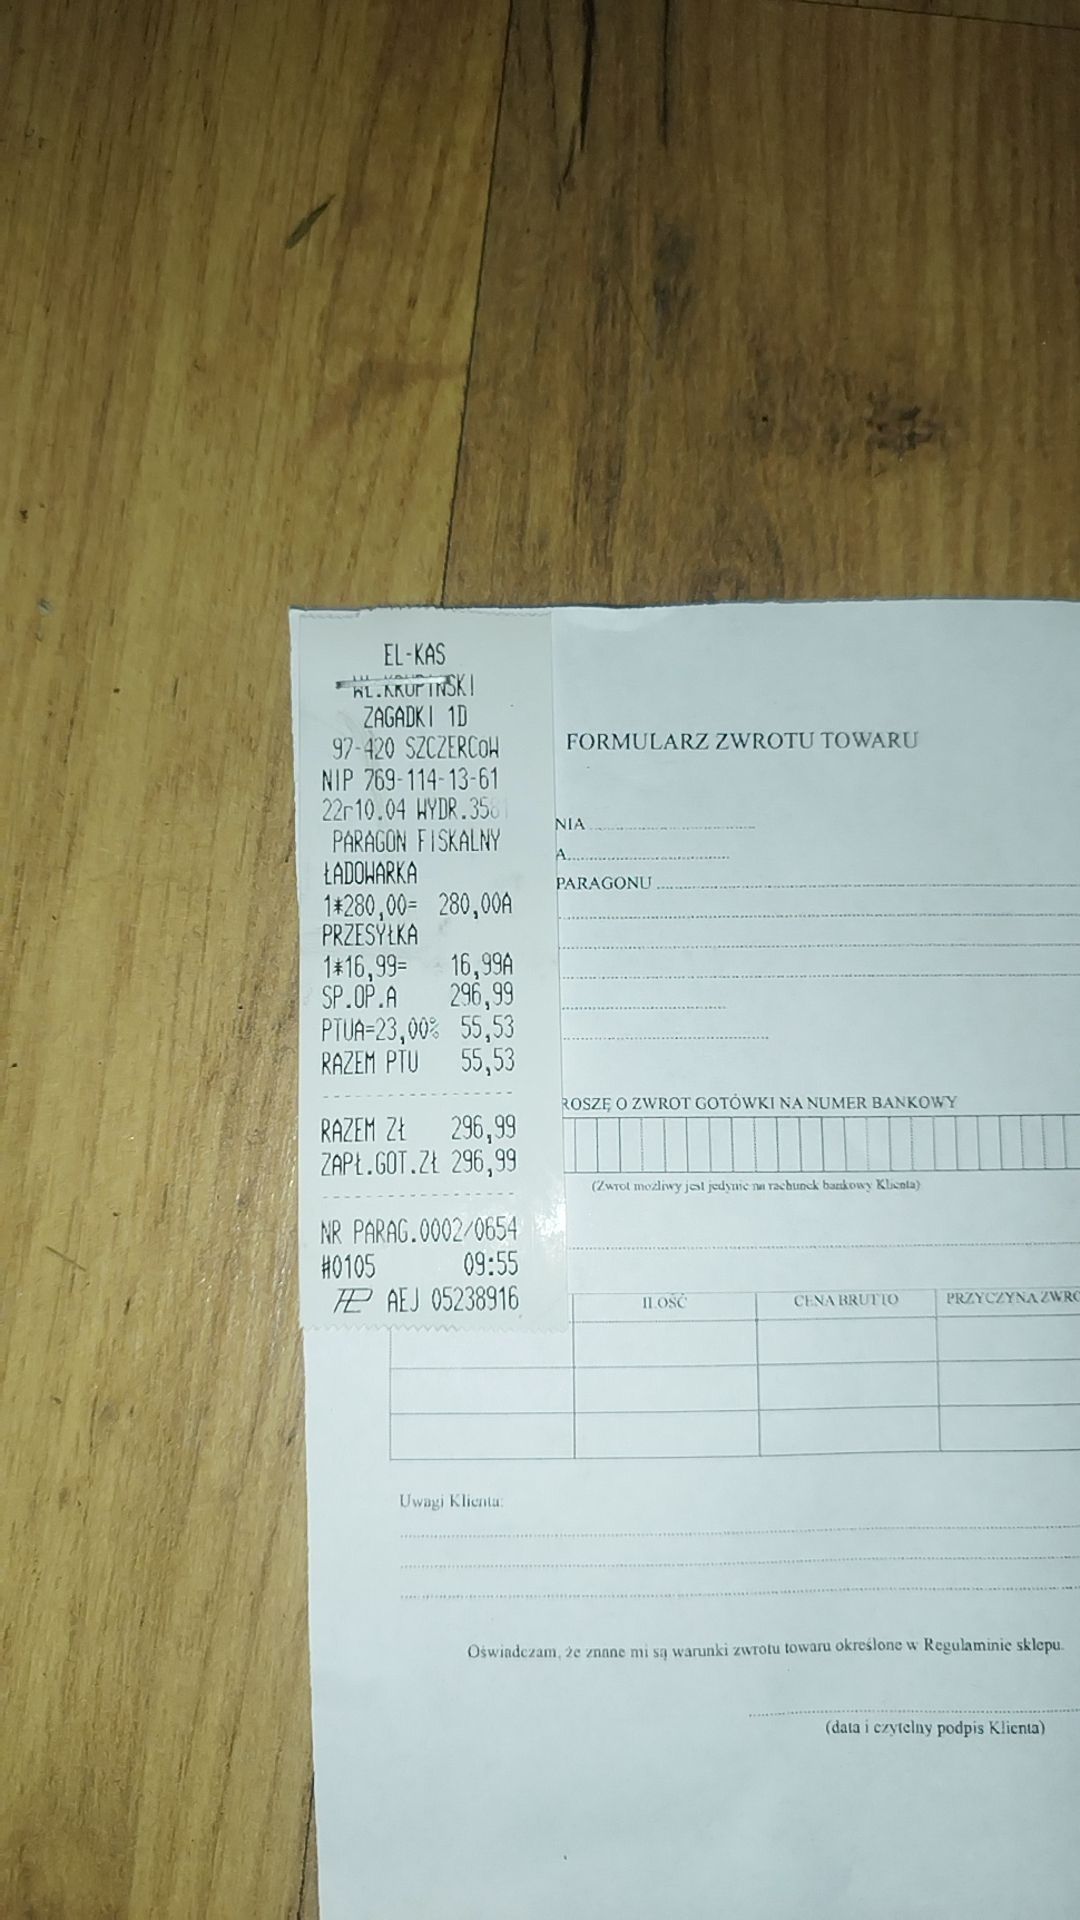 EL-KAS
WŁ.KRUPIŃSKI
ZAGADKI 1D
97-420 SZCZERCoW
NIP 769-114-13-61
22r10.04 WYDR.3581
PARAGON FISKALNY
ŁADOWARKA
1*280,00= 280,00A
PRZESYŁKA
1*16,99= 16,99A
SP.OP.A 296,99
PTUA=23,00% 55,53
RAZEM PTU 55,53
RAZEM ZŁ 296,99
ZAPŁ.GOT.ZŁ 296,99
NR PARAG.0002/0654
#0105 09:55
AEJ 05238916
FORMULARZ ZWROTU TOWARU
NIA
A
PARAGONU
ROSZĘ O ZWROT GOTÓWKI NA NUMER BANKOWY
(Zwrot możliwy jest jedynie na rachunek bankowy Klienta)
ILOŚĆ CENA BRUTTO PRZYCZYNA ZWRO
Uwagi Klienta:
Oświadczam, że znane mi są warunki zwrotu towaru określone w Regulaminie sklepu.
(data i czytelny podpis Klienta)